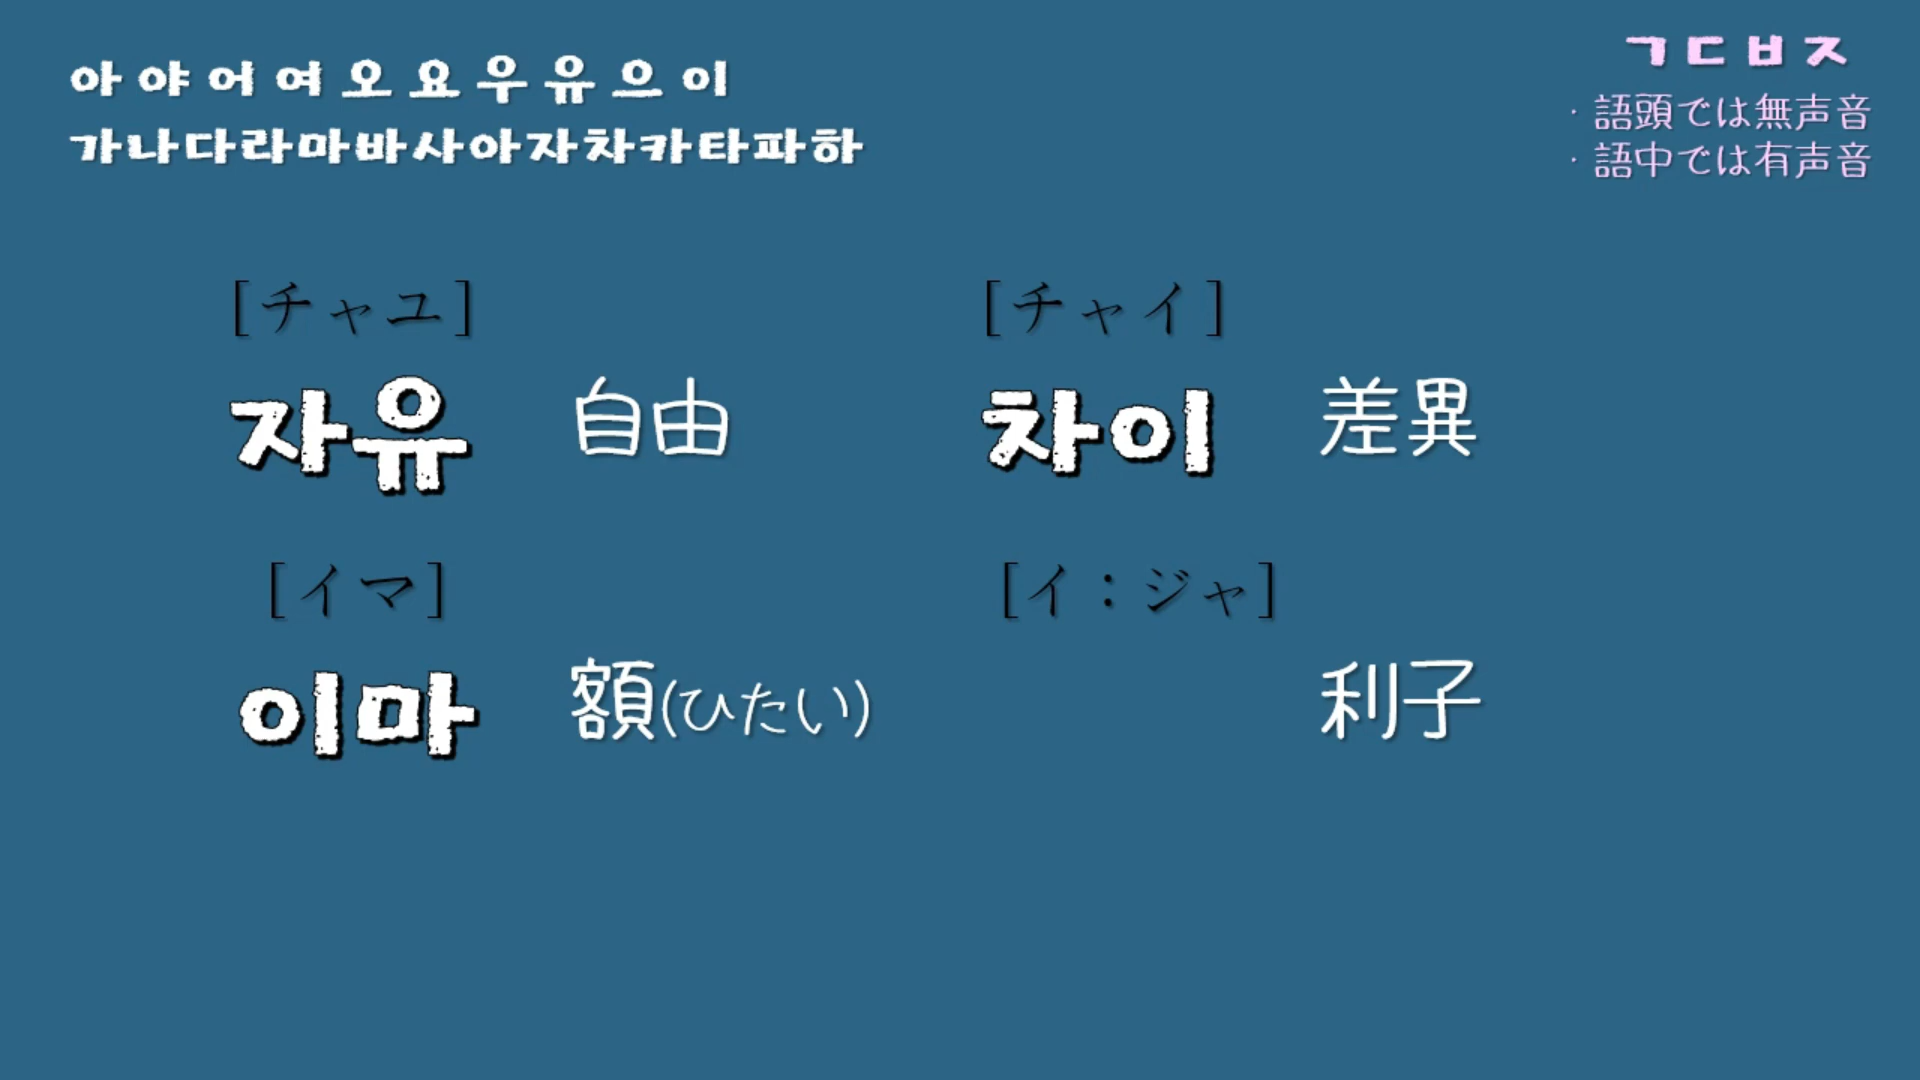 아 야 어 여 오 요 우 유 으 이
가나다라마바사아자차카타파하
ㄱ ㄷ ㅂ ㅈ
・語頭では無声音
・語中では有声音
[チャユ]
자유 自由
[チャイ]
차이 差異
[イマ]
이마 額(ひたい)
[イ：ジャ]
利子